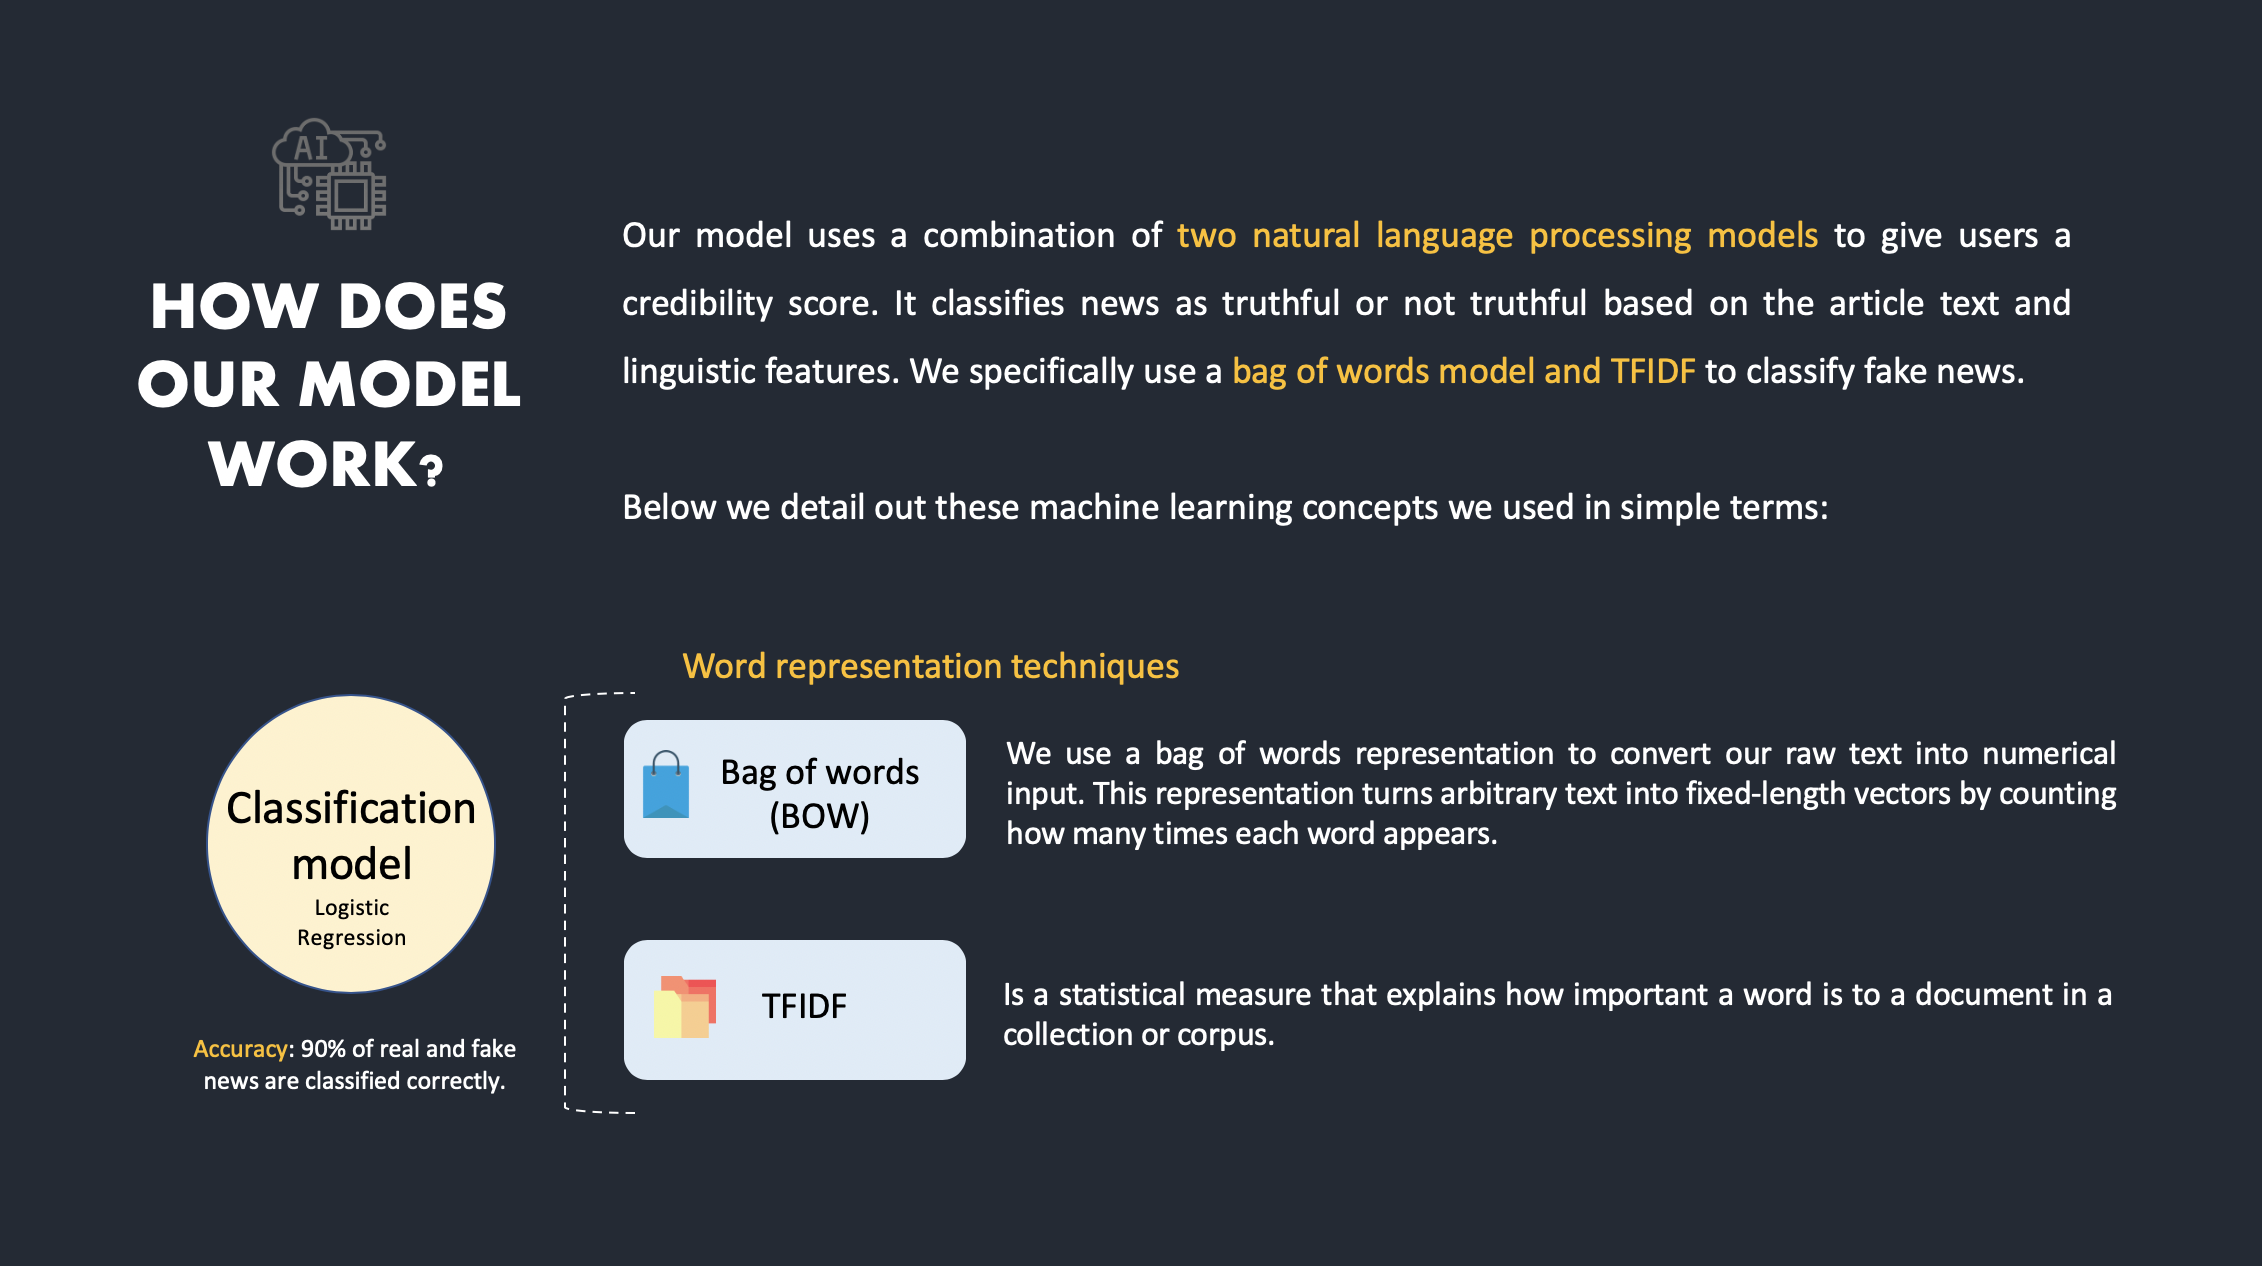 AI
HOW DOES
OUR MODEL
WORK?
Our model uses a combination of two natural language processing models to give users a
credibility score. It classifies news as truthful or not truthful based on the article text and
linguistic features. We specifically use a bag of words model and TFIDF to classify fake news.
Below we detail out these machine learning concepts we used in simple terms:
Classification
model
Logistic
Regression
Accuracy: 90% of real and fake
news are classified correctly.
Word representation techniques
Bag of words
(BOW)
We use a bag of words representation to convert our raw text into numerical
input. This representation turns arbitrary text into fixed-length vectors by counting
how many times each word appears.
TFIDF
Is a statistical measure that explains how important a word is to a document in a
collection or corpus.